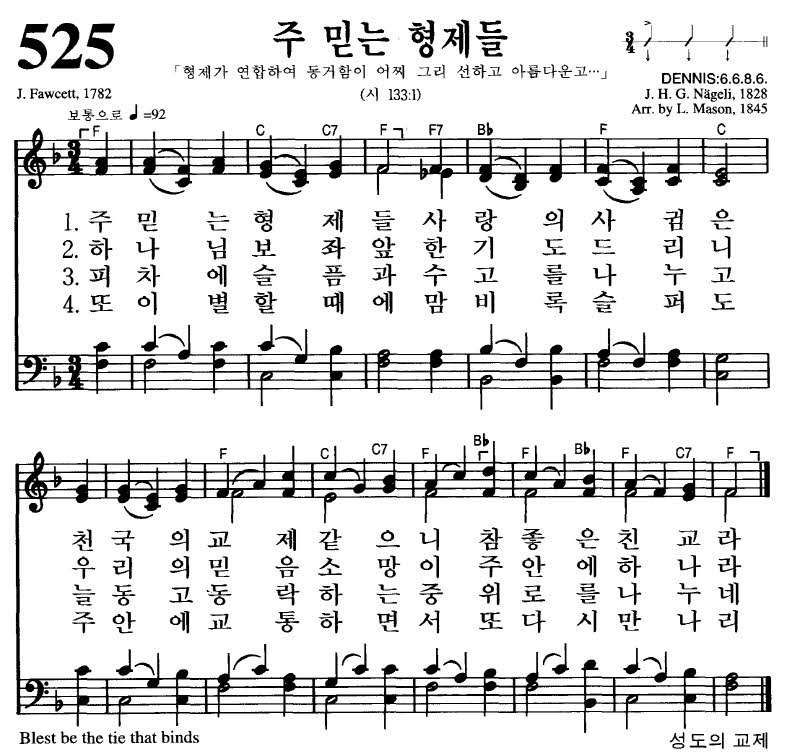 525
주 믿는 형제들
「형제가 연합하여 동거함이 어찌 그리 선하고 아름다운고…」
(시 133:1)
J. Fawcett, 1782
DENNIS:6.6.8.6.
J. H. G. Nägeli, 1828
Arr. by L. Mason, 1845
보통으로 ♩=92
F C C7 F F7 B♭ F C
1. 주 믿 는 형 제 들 사 랑 의 사 귐 은
2. 하 나 님 보 좌 앞 한 기 도 드 리 니
3. 피 차 에 슬 픔 과 수 고 를 나 누 고
4. 또 이 별 할 때 에 맘 비 록 슬 퍼 도
F C C7 F B♭ F B♭ F C7 F
천 국 의 교 제 같 으 니 참 좋 은 친 교 라
우 리 의 믿 음 소 망 이 주 안 에 하 나 라
늘 동 고 동 락 하 는 중 위 로 를 나 누 네
주 안 에 교 통 하 면 서 또 다 시 만 나 리
Blest be the tie that binds
성도의 교제